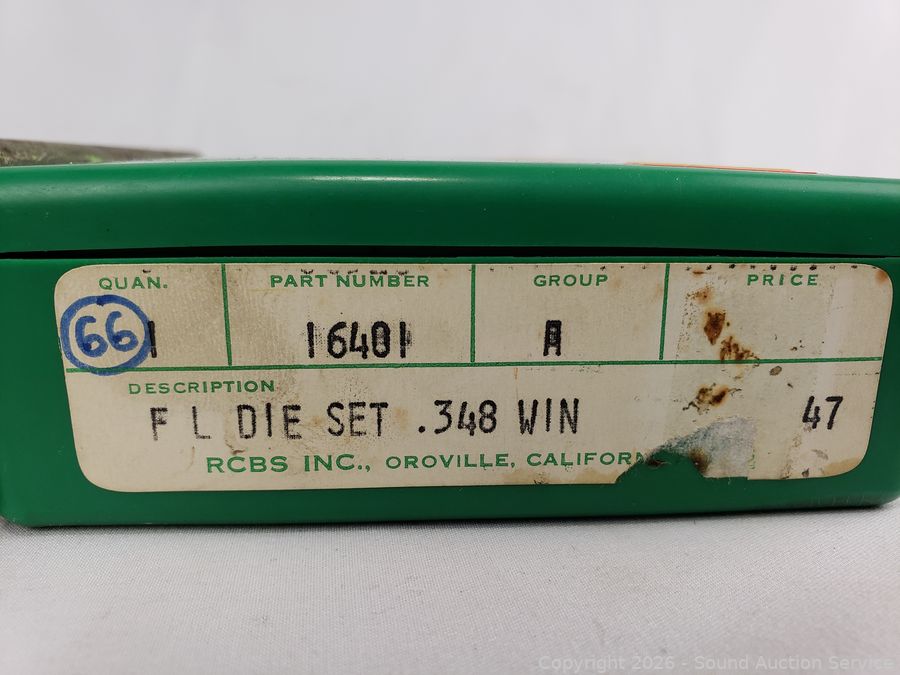 QUAN. PART NUMBER GROUP PRICE
66 1 16401 A
DESCRIPTION
F L DIE SET .348 WIN 47
RCBS INC., OROVILLE,
Copyright 2026 - Sound Auction Service